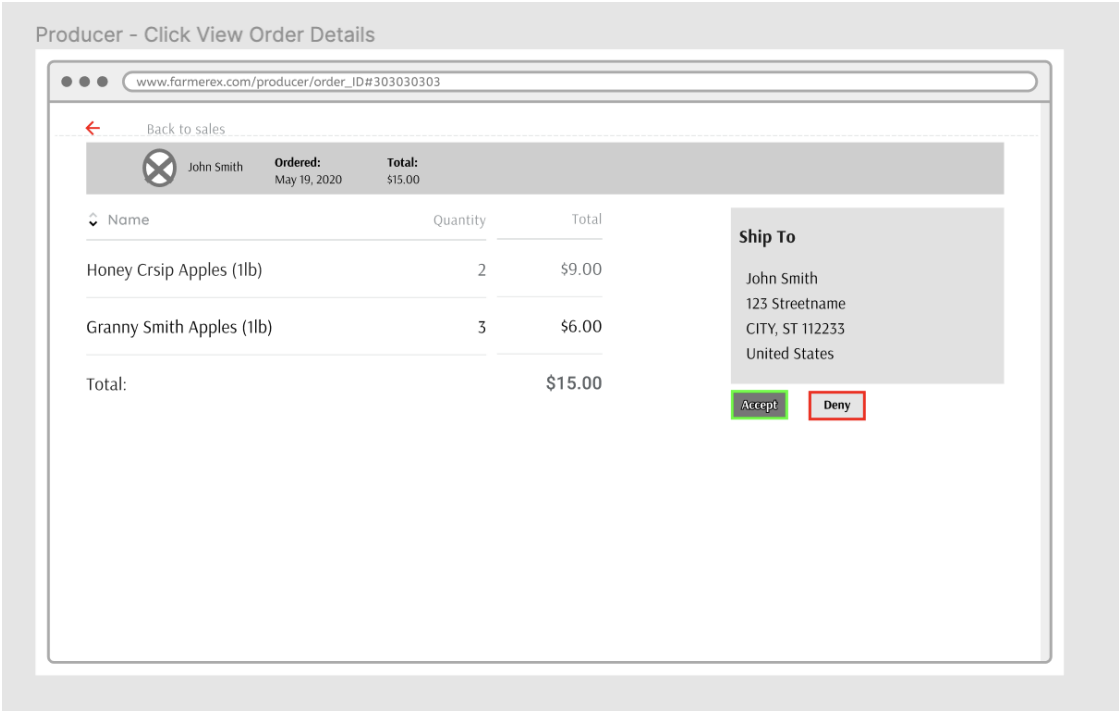 Producer - Click View Order Details
www.farmerex.com/producer/order_ID#303030303
Back to sales
John Smith
Ordered:
May 19, 2020
Total:
$15.00
Name Quantity Total
Honey Crsip Apples (1lb) 2 $9.00
Granny Smith Apples (1lb) 3 $6.00
Total: $15.00
Ship To
John Smith
123 Streetname
CITY, ST 112233
United States
Accept Deny